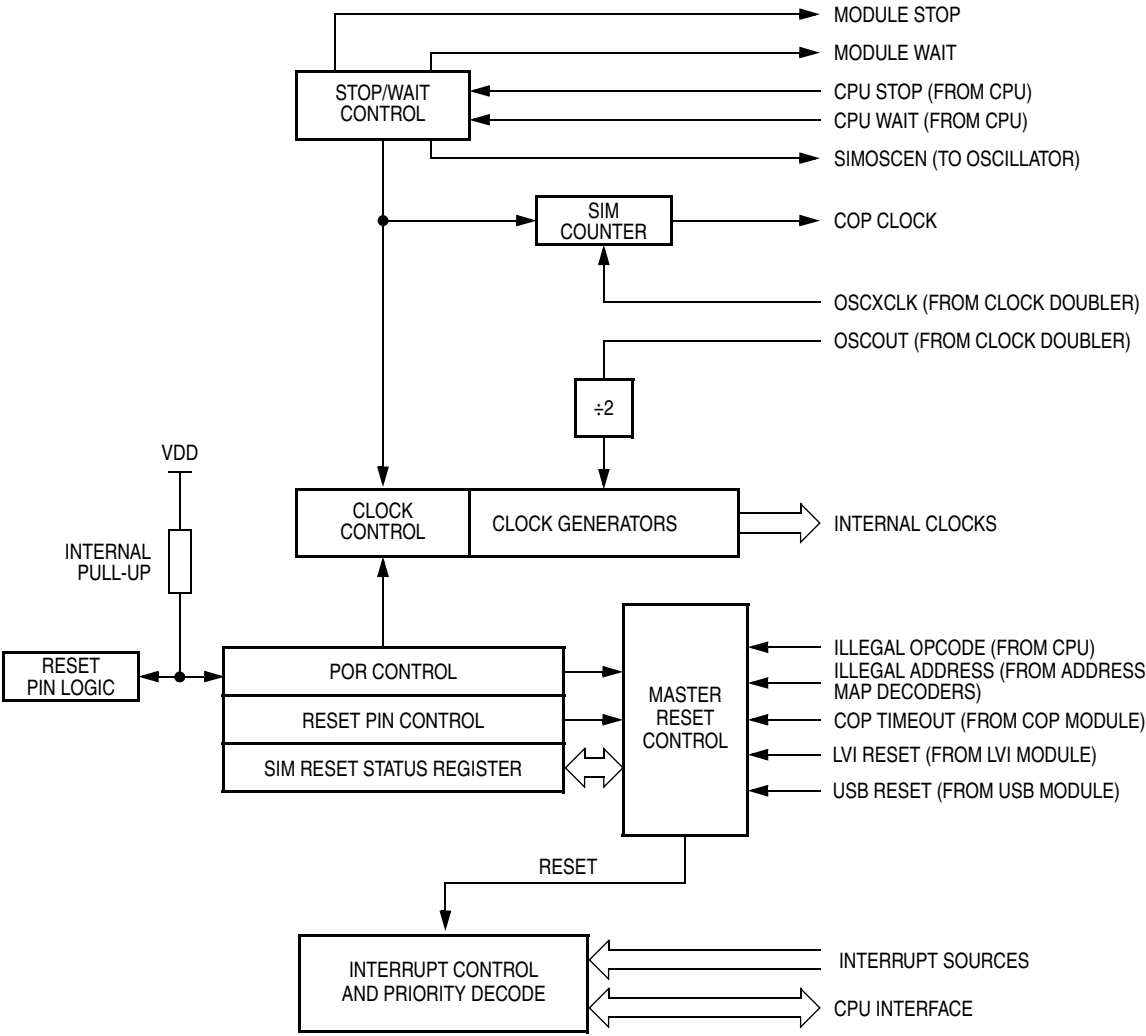 MODULE STOP
MODULE WAIT
STOP/WAIT
CONTROL
CPU STOP (FROM CPU)
CPU WAIT (FROM CPU)
SIMOSCEN (TO OSCILLATOR)
SIM
COUNTER
COP CLOCK
OSCXCLK (FROM CLOCK DOUBLER)
OSCOUT (FROM CLOCK DOUBLER)
÷2
VDD
INTERNAL
PULL-UP
CLOCK
CONTROL
CLOCK GENERATORS
INTERNAL CLOCKS
RESET
PIN LOGIC
POR CONTROL
RESET PIN CONTROL
SIM RESET STATUS REGISTER
MASTER
RESET
CONTROL
ILLEGAL OPCODE (FROM CPU)
ILLEGAL ADDRESS (FROM ADDRESS
MAP DECODERS)
COP TIMEOUT (FROM COP MODULE)
LVI RESET (FROM LVI MODULE)
USB RESET (FROM USB MODULE)
RESET
INTERRUPT CONTROL
AND PRIORITY DECODE
INTERRUPT SOURCES
CPU INTERFACE